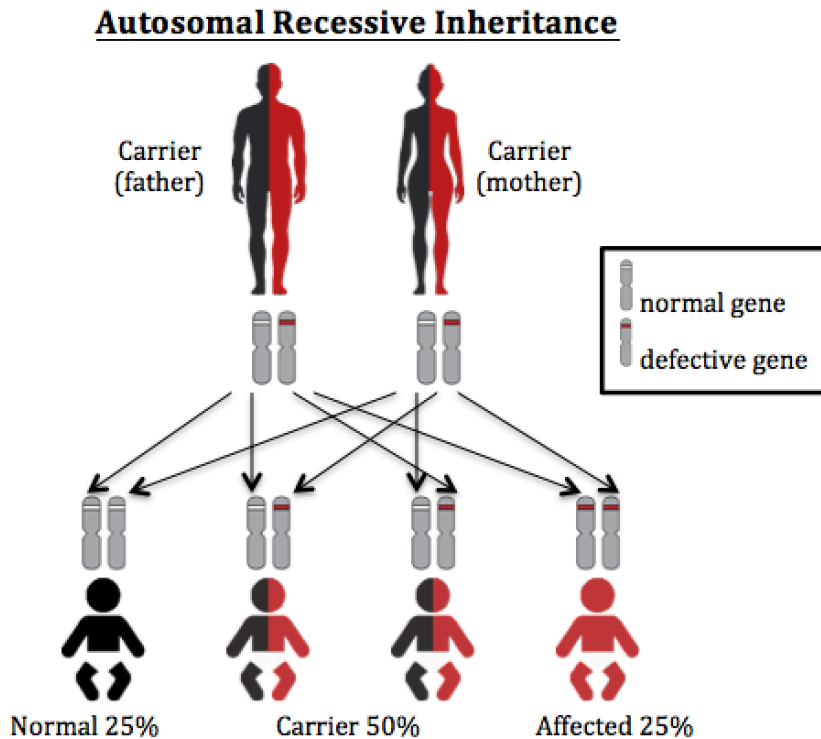 Autosomal Recessive Inheritance
Carrier
(father)
Carrier
(mother)
normal gene
defective gene
Normal 25%
Carrier 50%
Affected 25%